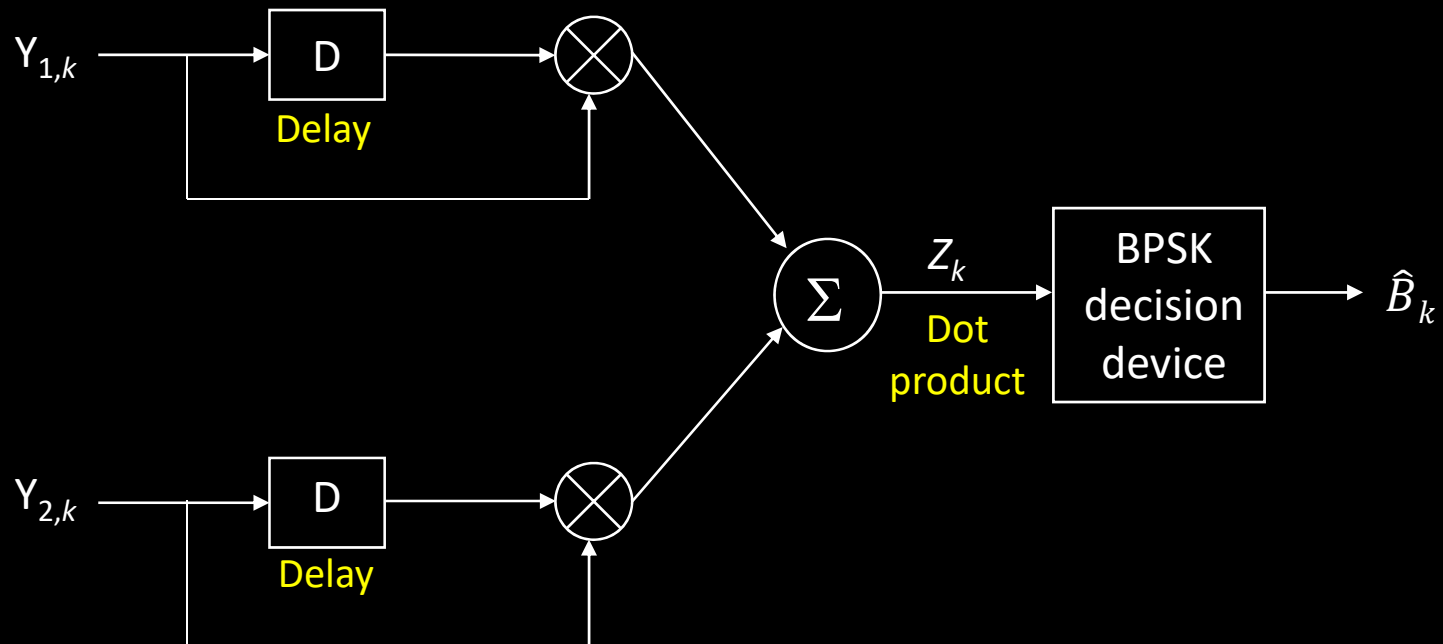 Y₁,ₖ
D
Delay
Σ
Zₖ
Dot
product
BPSK
decision
device
B̂ₖ
Y₂,ₖ
D
Delay